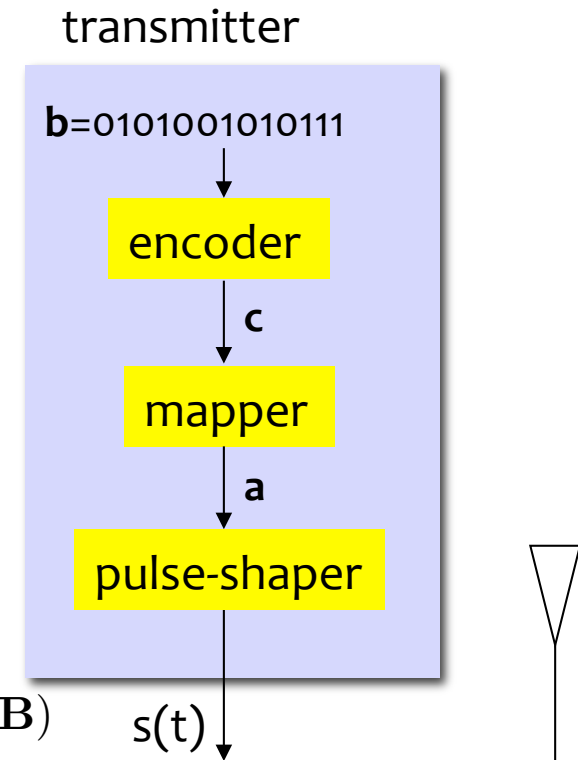 transmitter
b=0101001010111
encoder
c
mapper
a
pulse-shaper
B)
s(t)